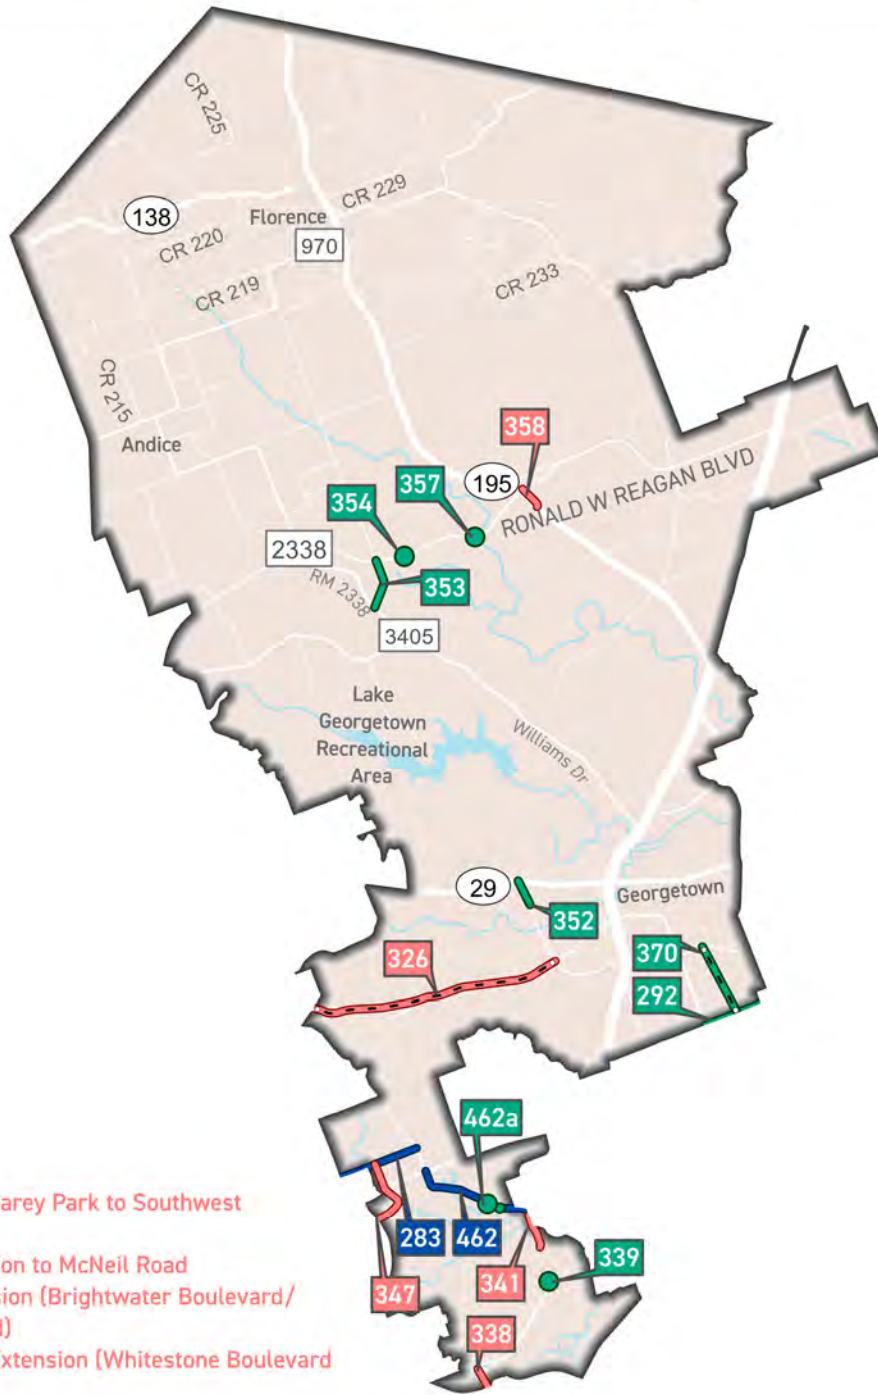 CR 225
138
Florence
CR 229
970
CR 220
CR 219
CR 233
CR 215
Andice
358
195
RONALD W REAGAN BLVD
357
354
2338
RM 2338
353
3405
Lake
Georgetown
Recreational
Area
Williams Dr
29
Georgetown
352
326
370
292
462a
283
462
347
341
339
338
arey Park to Southwest
on to McNeil Road
sion (Brightwater Boulevard/
d)
Extension (Whitestone Boulevard